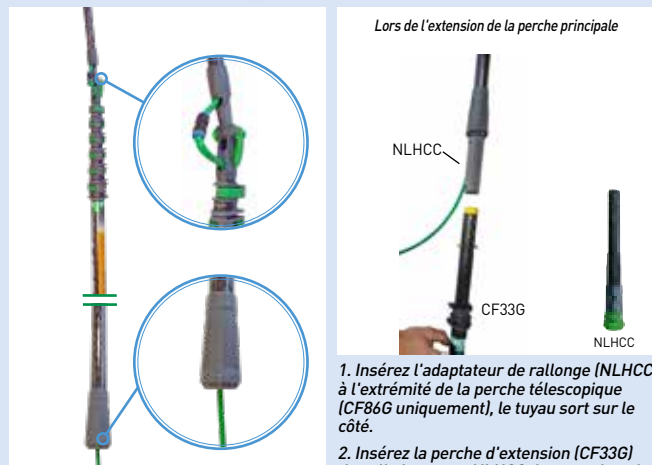 Lors de l'extension de la perche principale
NLHCC
CF33G
NLHCC
1. Insérez l'adaptateur de rallonge (NLHCC)
à l'extrémité de la perche télescopique
(CF86G uniquement), le tuyau sort sur le
côté.
2. Insérez la perche d'extension (CF33G)